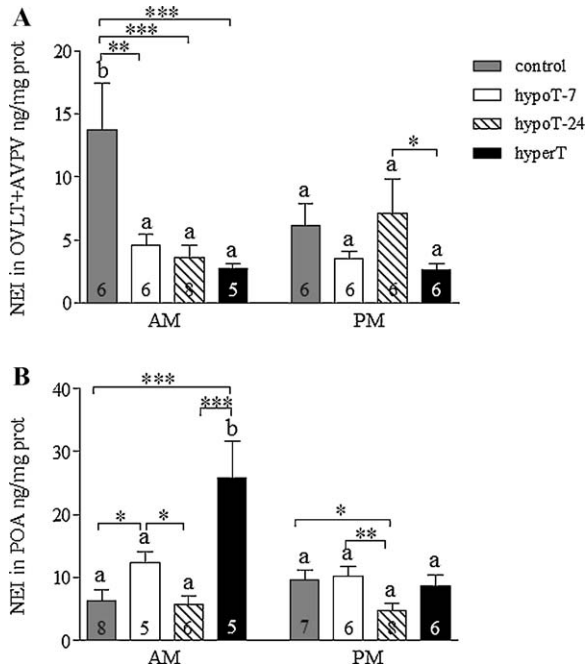 A
NEI in OVLT+AVPV ng/mg prot
20
15
10
5
0
***
***
**
*
b
a
a
a
a
a
a
a
6
6
8
5
6
6
6
6
AM
PM
control
hypoT-7
hypoT-24
hyperT
B
NEI in POA ng/mg prot
40
30
20
10
0
***
***
b
*
*
*
**
a
a
a
a
a
a
a
8
5
6
5
7
6
8
6
AM
PM